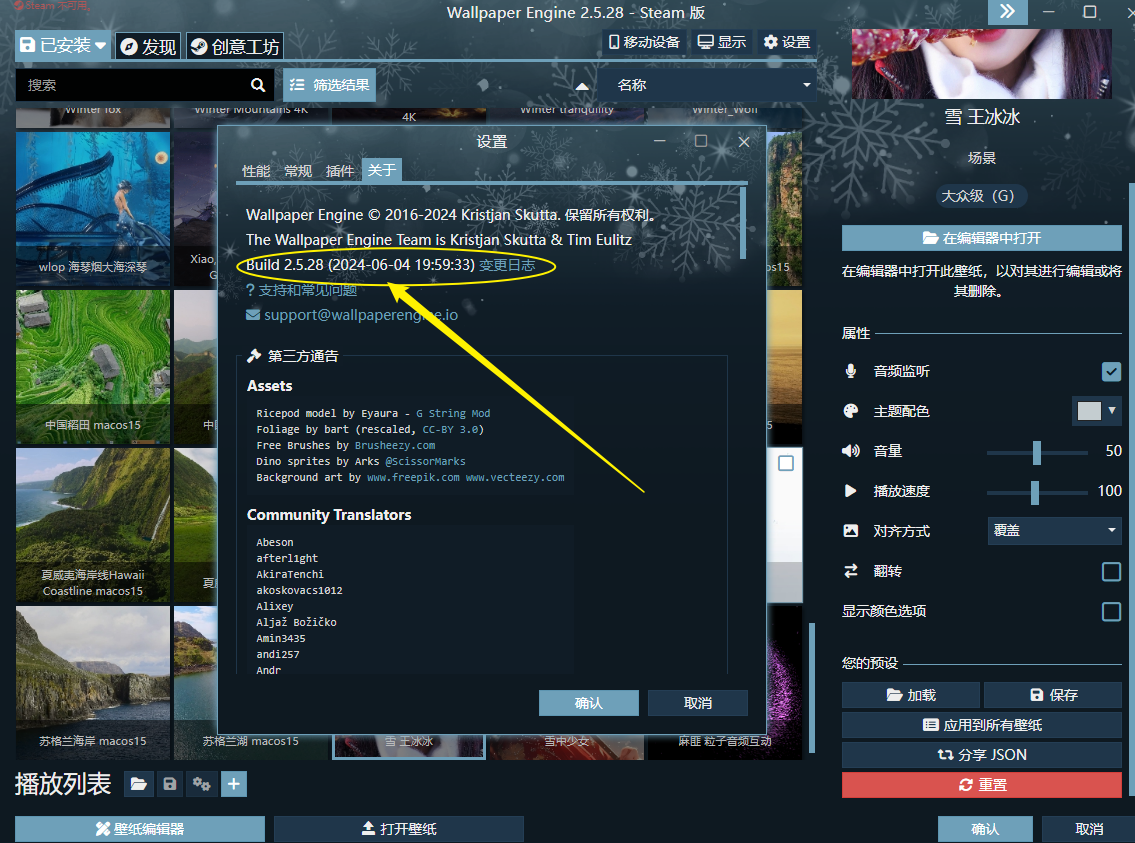 Steam 不可用。
Wallpaper Engine 2.5.28 - Steam 版
已安装
发现
创意工坊
移动设备
显示
设置
搜索
筛选结果
名称
Winter fox
Winter Mountains 4K
4K
Winter tranquility
Winter_Wolf
wlop 海琴烟大海深琴
Xiao,
G
os15
中国稻田 macos15
中国
5
夏威夷海岸线Hawaii
Coastline macos15
夏
苏格兰海岸 macos15
苏格兰湖 macos15
雪 王冰冰
雪中少女
麻匪 粒子音频互动
设置
性能
常规
插件
关于
Wallpaper Engine © 2016-2024 Kristjan Skutta. 保留所有权利。
The Wallpaper Engine Team is Kristjan Skutta & Tim Eulitz
Build 2.5.28 (2024-06-04 19:59:33) 变更日志
? 支持和常见问题
support@wallpaperengine.io
第三方通告
Assets
Ricepod model by Eyaura - G String Mod
Foliage by bart (rescaled, CC-BY 3.0)
Free Brushes by Brusheezy.com
Dino sprites by Arks @ScissorMarks
Background art by www.freepik.com www.vecteezy.com
Community Translators
Abeson
afterl1ght
AkiraTenchi
akoskovacs1012
Alixey
Aljaž Božičko
Amin3435
andi257
Andr
确认
取消
雪 王冰冰
场景
大众级（G）
在编辑器中打开
在编辑器中打开此壁纸，以对其进行编辑或将
其删除。
属性
音频监听
主题配色
音量
50
播放速度
100
对齐方式
覆盖
翻转
显示颜色选项
您的预设
加载
保存
应用到所有壁纸
分享 JSON
重置
播放列表
壁纸编辑器
打开壁纸
确认
取消